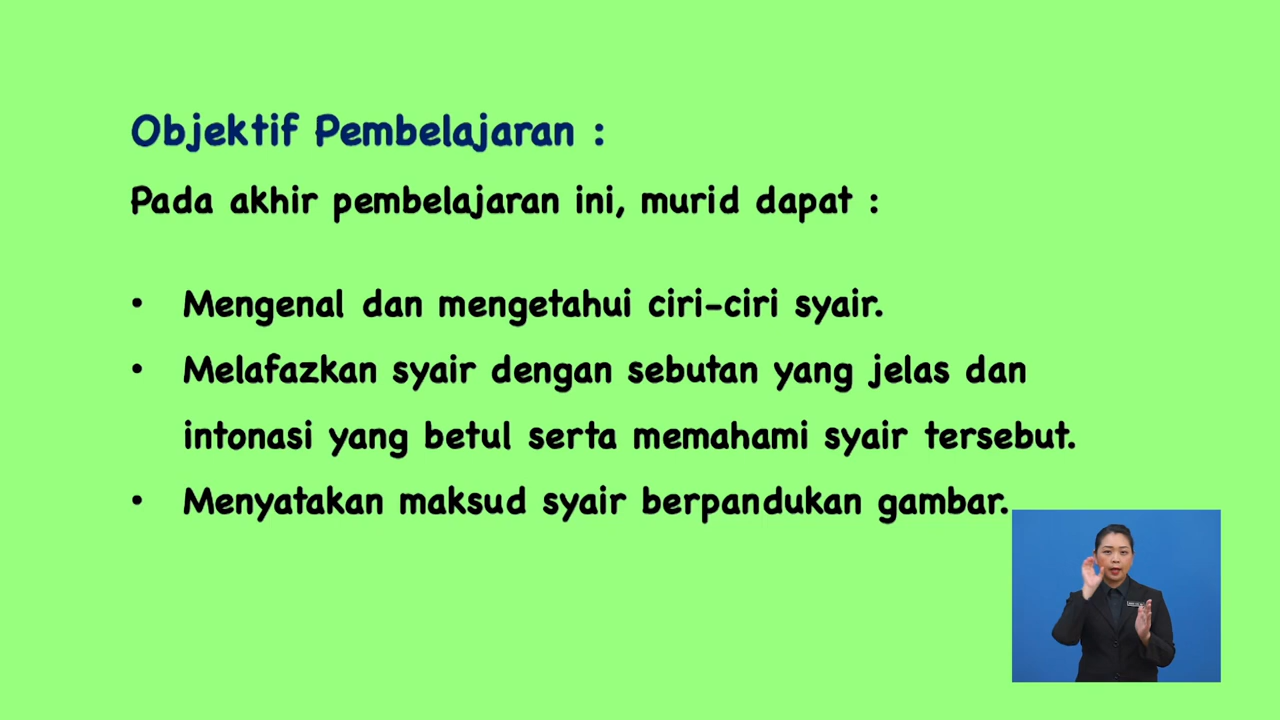 Objektif Pembelajaran :
Pada akhir pembelajaran ini, murid dapat :
• Mengenal dan mengetahui ciri-ciri syair.
• Melafazkan syair dengan sebutan yang jelas dan
intonasi yang betul serta memahami syair tersebut.
• Menyatakan maksud syair berpandukan gambar.